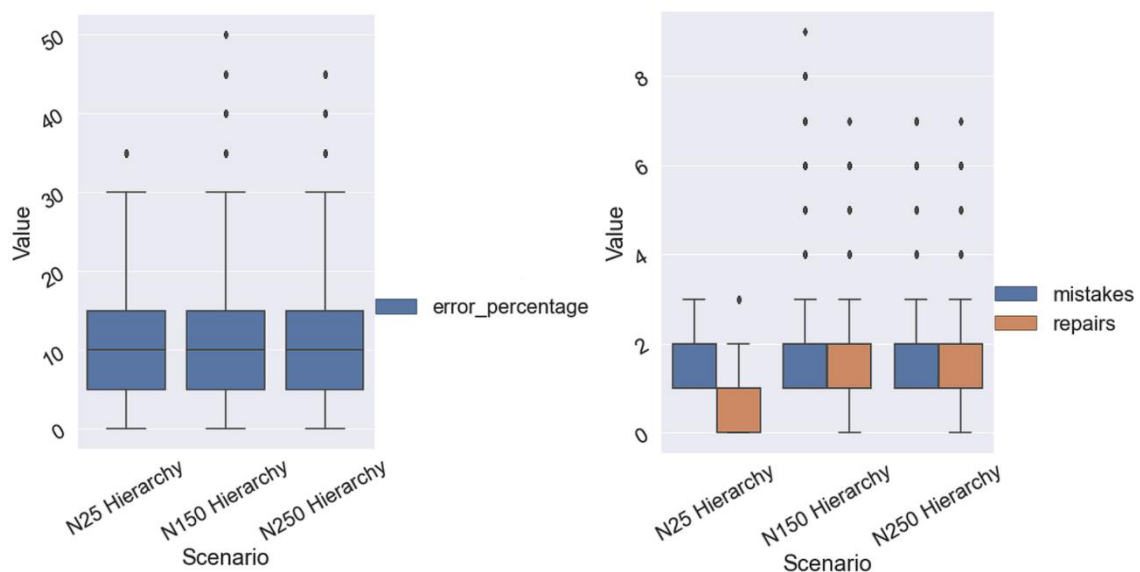 50
40
30
20
10
0
Value
N25 Hierarchy
N150 Hierarchy
N250 Hierarchy
Scenario
error_percentage
8
6
4
2
0
Value
N25 Hierarchy
N150 Hierarchy
N250 Hierarchy
Scenario
mistakes
repairs